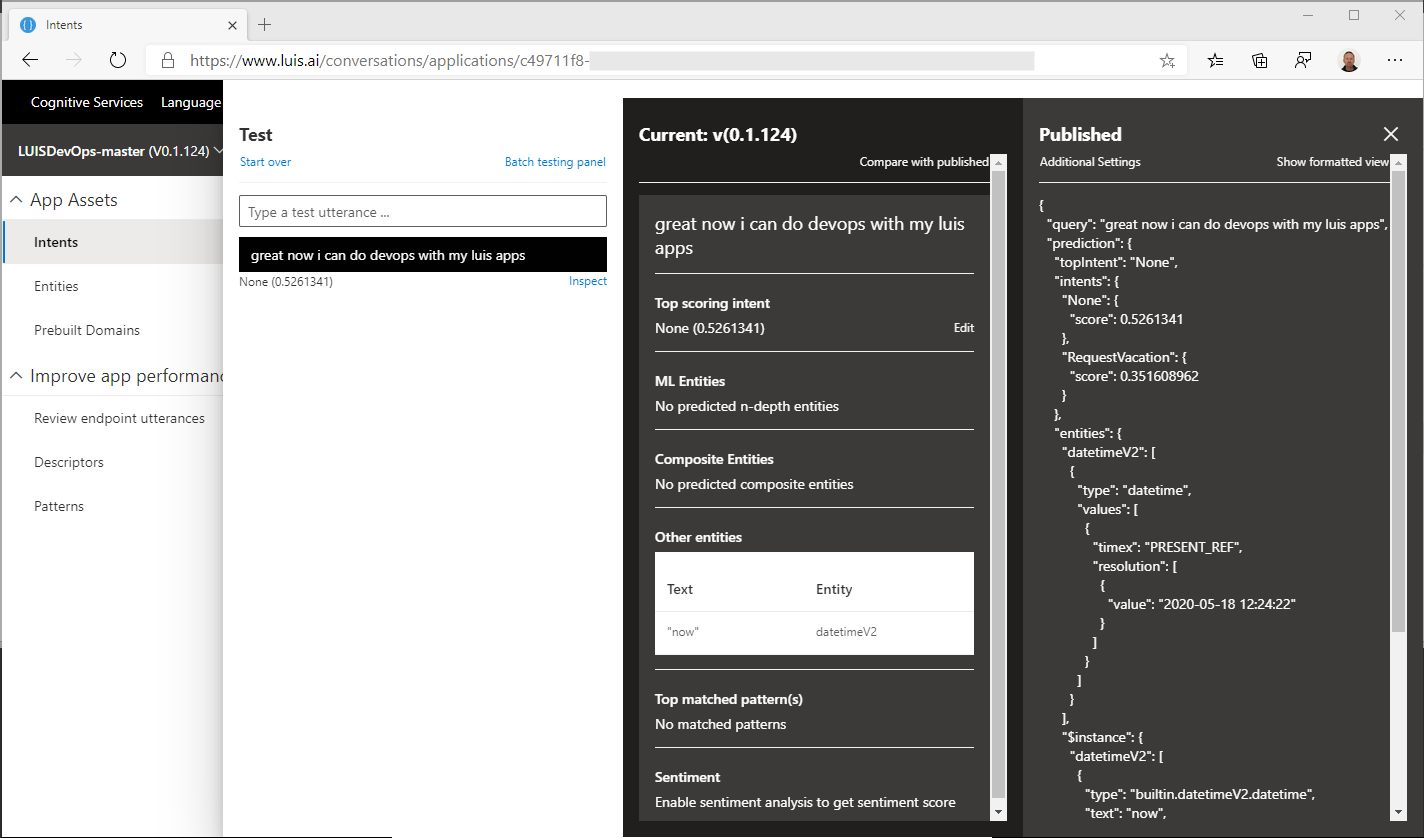 Intents
https://www.luis.ai/conversations/applications/c49711f8-
Cognitive Services
Language
LUISDevOps-master (V0.1.124)
App Assets
Intents
Entities
Prebuilt Domains
Improve app performanc
Review endpoint utterances
Descriptors
Patterns
Test
Start over
Batch testing panel
Type a test utterance ...
great now i can do devops with my luis apps
None (0.5261341)
Inspect
Current: v(0.1.124)
Compare with published
great now i can do devops with my luis
apps
Top scoring intent
None (0.5261341)
Edit
ML Entities
No predicted n-depth entities
Composite Entities
No predicted composite entities
Other entities
Text
Entity
"now"
datetimeV2
Top matched pattern(s)
No matched patterns
Sentiment
Enable sentiment analysis to get sentiment score
Published
Additional Settings
Show formatted view
{
"query": "great now i can do devops with my luis apps",
"prediction": {
"topIntent": "None",
"intents": {
"None": {
"score": 0.5261341
},
"RequestVacation": {
"score": 0.351608962
}
},
"entities": {
"datetimeV2": [
{
"type": "datetime",
"values": [
{
"timex": "PRESENT_REF",
"resolution": [
{
"value": "2020-05-18 12:24:22"
}
]
}
]
}
],
"$instance": {
"datetimeV2": [
{
"type": "builtin.datetimeV2.datetime",
"text": "now",